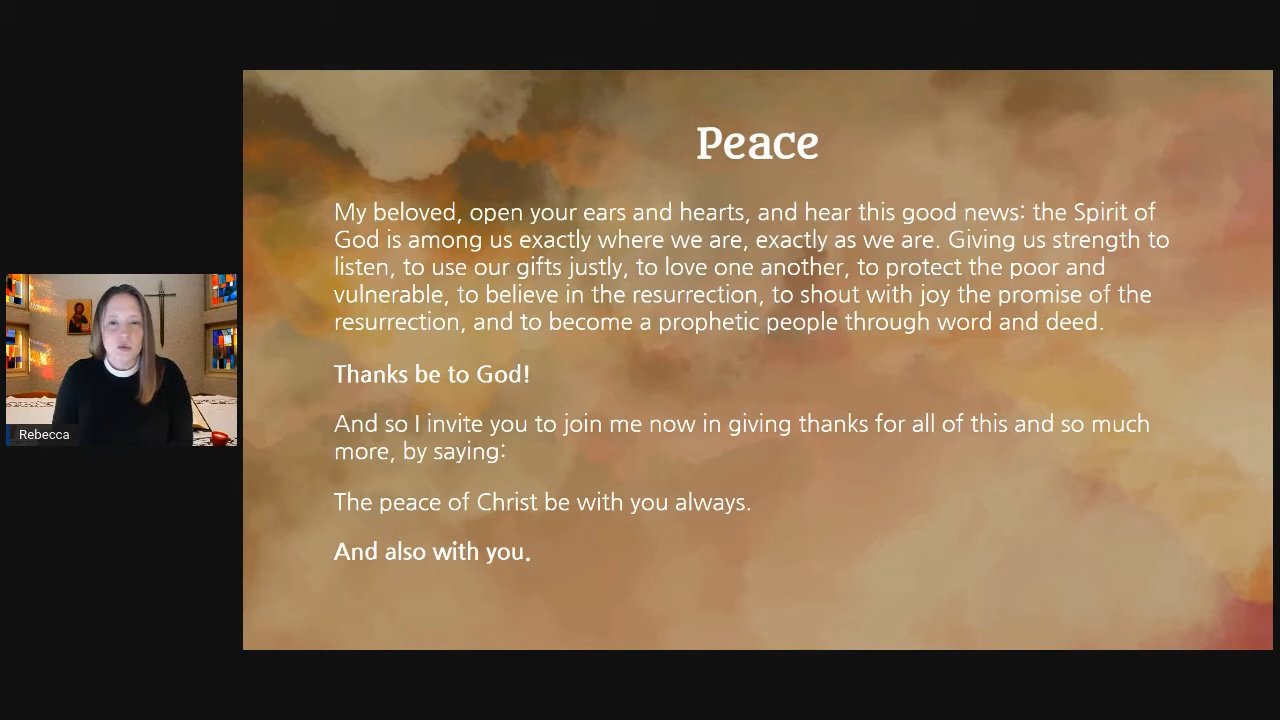 Peace
My beloved, open your ears and hearts, and hear this good news: the Spirit of
God is among us exactly where we are, exactly as we are. Giving us strength to
listen, to use our gifts justly, to love one another, to protect the poor and
vulnerable, to believe in the resurrection, to shout with joy the promise of the
resurrection, and to become a prophetic people through word and deed.
Thanks be to God!
And so I invite you to join me now in giving thanks for all of this and so much
more, by saying:
The peace of Christ be with you always.
And also with you.
Rebecca